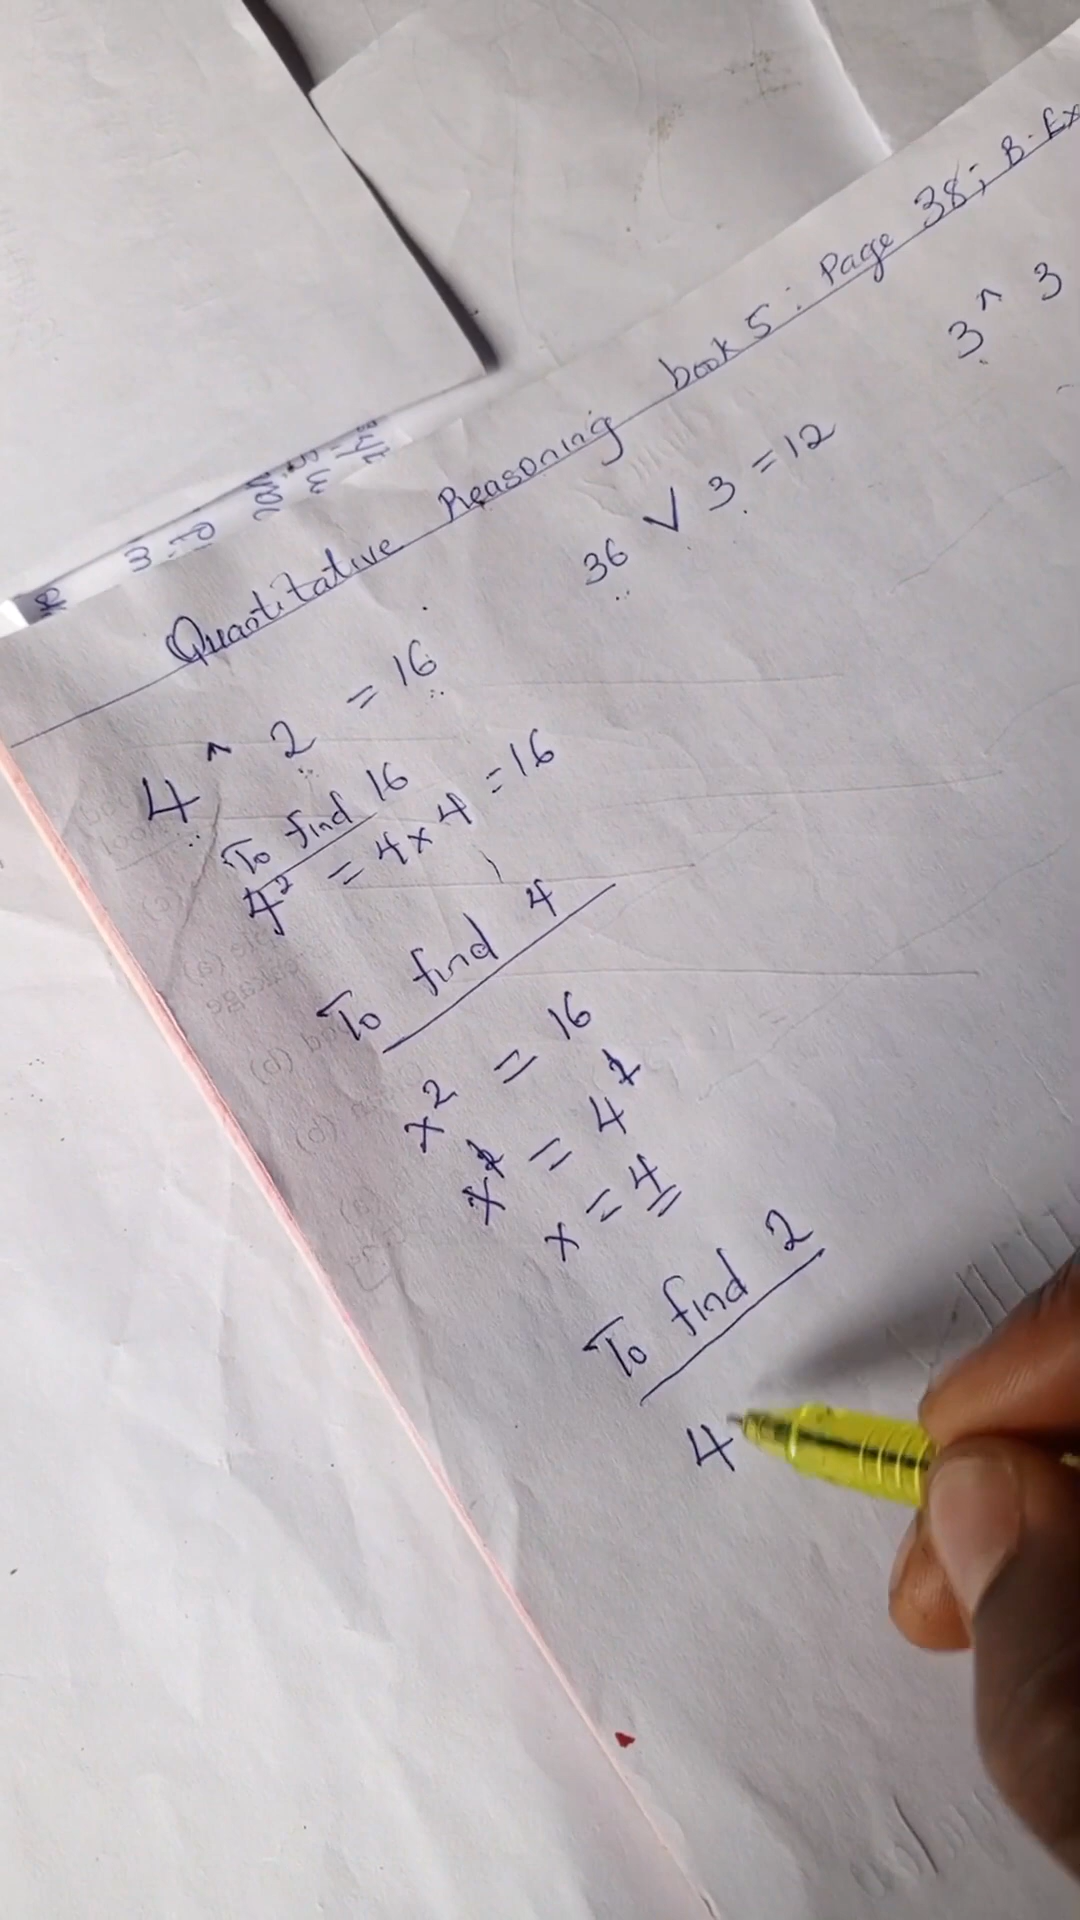 Quantitative Reasoning book 5: Page 38; B. Ex
4 ^ 2 = 16
36 V 3 = 12
3 ^ 3
To find 16
4² = 4 x 4 = 16
To find 4
x² = 16
x² = 4²
x = 4
To find 2
4